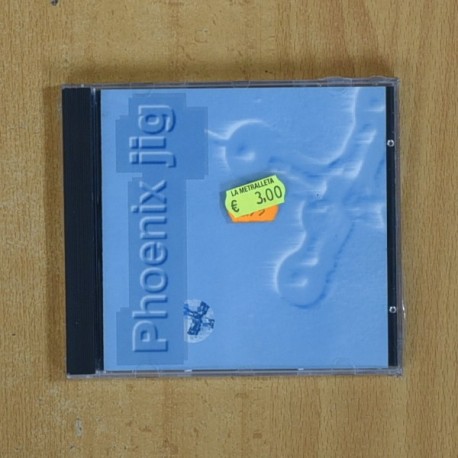 Phoenix jig
LA METRALLETA
€ 3,00